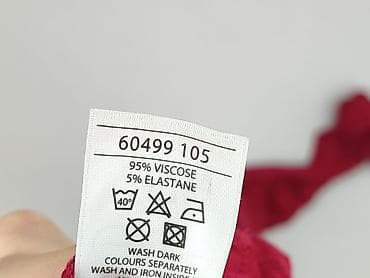 60499 105
95% VISCOSE
5% ELASTANE
40°
WASH DARK
COLOURS SEPARATELY
WASH AND IRON INSIDE